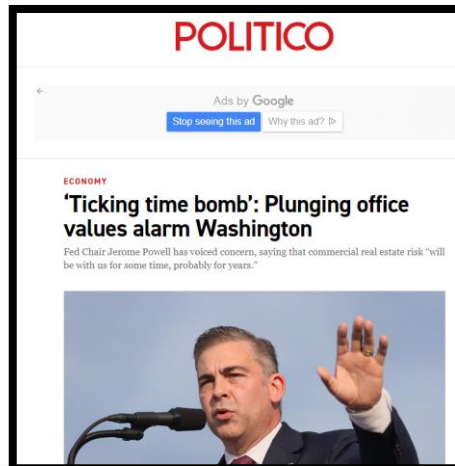 POLITICO
Ads by Google
Stop seeing this ad Why this ad?
ECONOMY
‘Ticking time bomb’: Plunging office
values alarm Washington
Fed Chair Jerome Powell has voiced concern, saying that commercial real estate risk “will
be with us for some time, probably for years.”